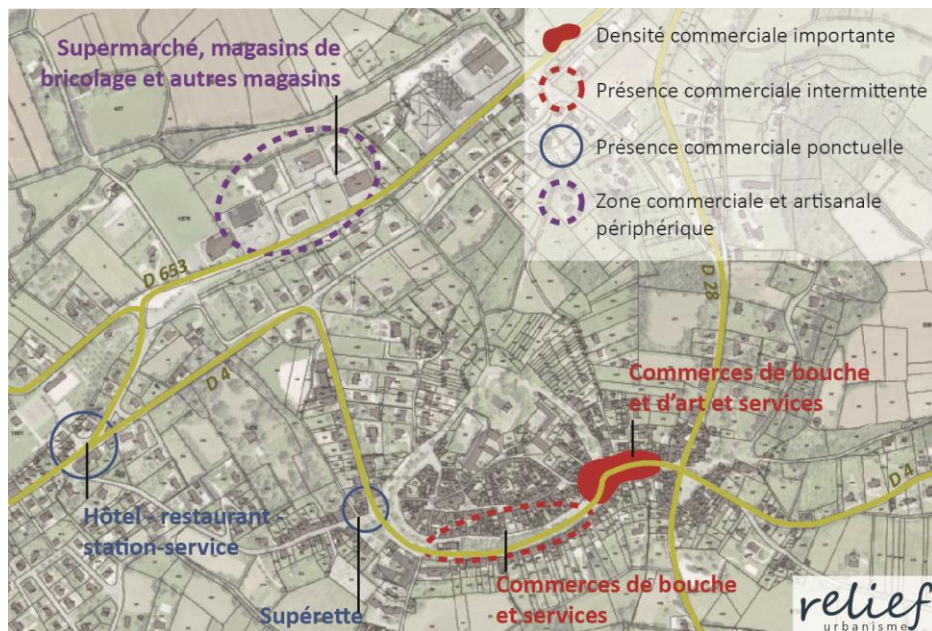 Supermarché, magasins de
bricolage et autres magasins
Densité commerciale importante
Présence commerciale intermittente
Présence commerciale ponctuelle
Zone commerciale et artisanale
périphérique
D 653
D 28
D 4
Commerces de bouche
et d'art et services
D 4
Hôtel - restaurant -
station-service
Supérette
Commerces de bouche
et services
relief
urbanisme